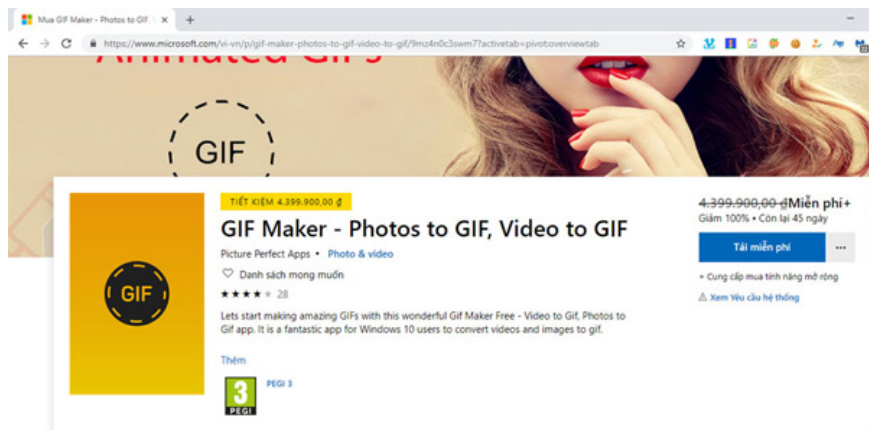 Mua GIF Maker - Photos to GIF, V
https://www.microsoft.com/vi-vn/p/gif-maker-photos-to-gif-video-to-gif/9mz4n0c3swm7?activetab=pivot:overviewtab
Animated GIFs
GIF
TIẾT KIỆM 4.399.900,00 ₫
GIF Maker - Photos to GIF, Video to GIF
Picture Perfect Apps • Photo & video
Danh sách mong muốn
28
Lets start making amazing GIFs with this wonderful Gif Maker Free - Video to Gif, Photos to
Gif app. It is a fantastic app for Windows 10 users to convert videos and images to gif.
Thêm
3
PEGI
PEGI 3
GIF
4.399.900,00 ₫Miễn phí+
Giảm 100% • Còn lại 45 ngày
Tải miễn phí
+ Cung cấp mua tính năng mở rộng
Xem Yêu cầu hệ thống